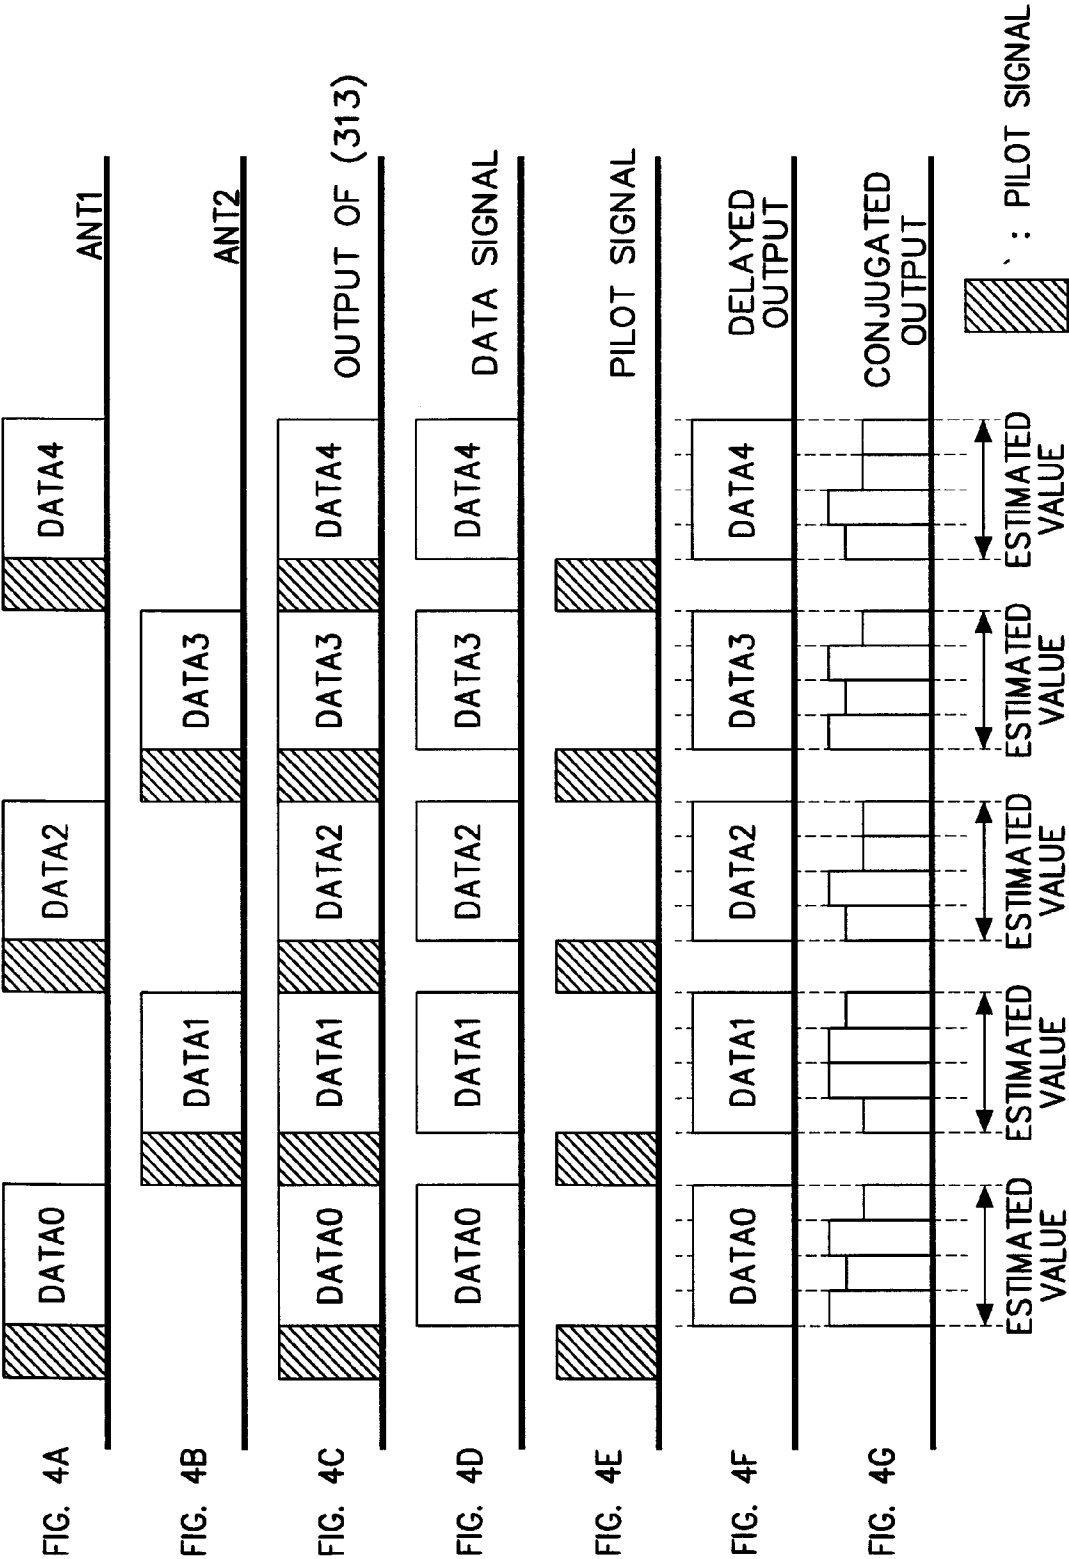 FIG. 4A
DATA0
DATA2
DATA4
ANT1
FIG. 4B
DATA1
DATA3
ANT2
FIG. 4C
DATA0
DATA1
DATA2
DATA3
DATA4
OUTPUT OF (313)
FIG. 4D
DATA0
DATA1
DATA2
DATA3
DATA4
DATA SIGNAL
FIG. 4E
PILOT SIGNAL
FIG. 4F
DATA0
DATA1
DATA2
DATA3
DATA4
DELAYED
OUTPUT
FIG. 4G
CONJUGATED
OUTPUT
ESTIMATED
VALUE
ESTIMATED
VALUE
ESTIMATED
VALUE
ESTIMATED
VALUE
ESTIMATED
VALUE
: PILOT SIGNAL